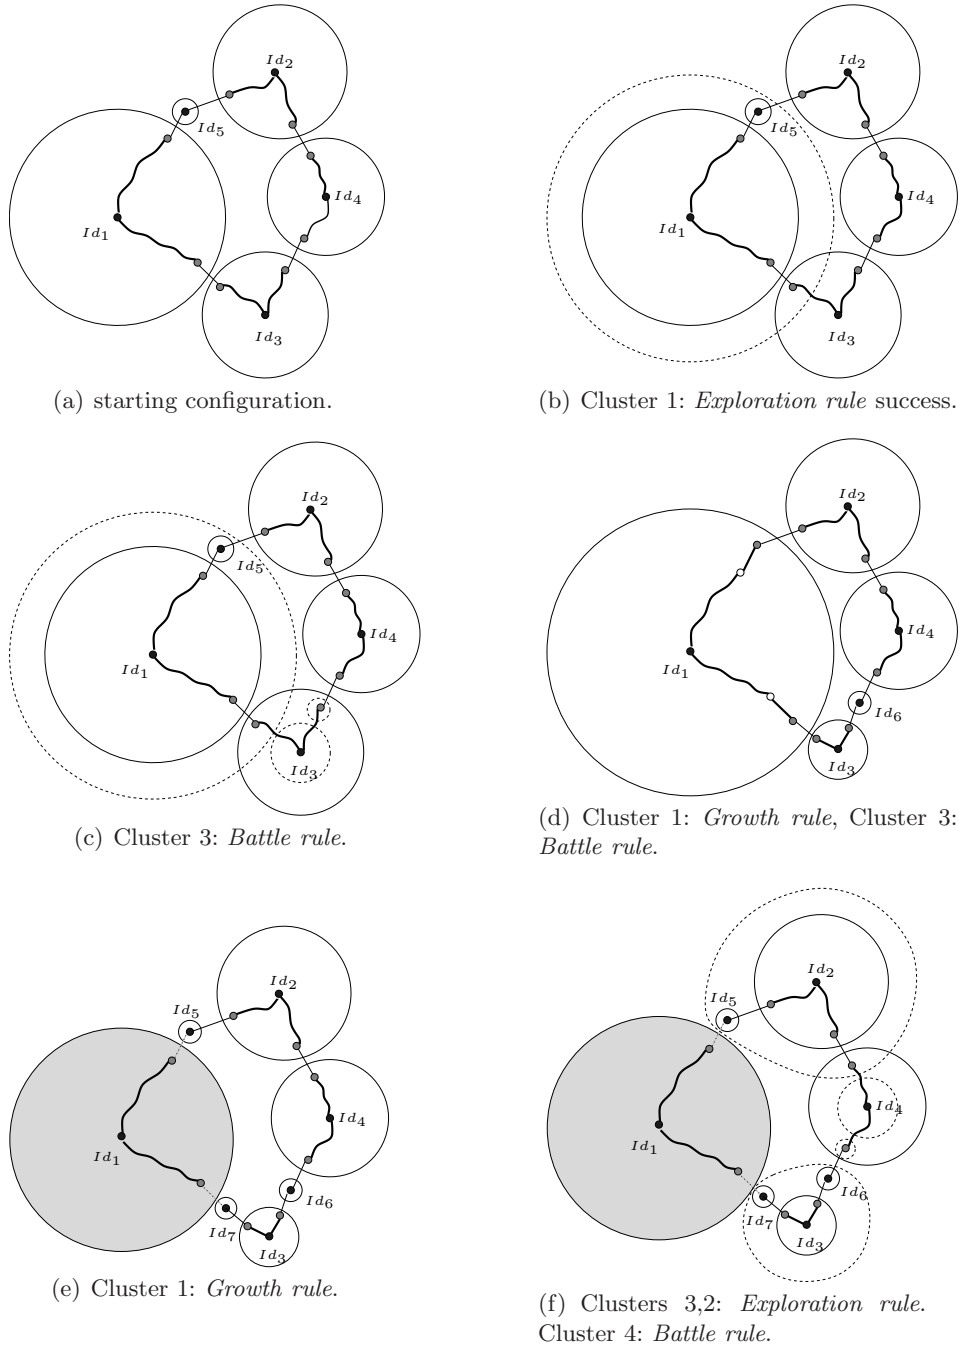 Id2
Id5
Id4
Id1
Id3
(a) starting configuration.
Id2
Id5
Id4
Id1
Id3
(b) Cluster 1: Exploration rule success.
Id2
Id5
Id4
Id1
Id3
(c) Cluster 3: Battle rule.
Id2
Id4
Id1
Id6
Id3
(d) Cluster 1: Growth rule, Cluster 3:
Battle rule.
Id2
Id5
Id4
Id1
Id6
Id7
Id3
(e) Cluster 1: Growth rule.
Id2
Id5
Id4
Id1
Id6
Id7
Id3
(f) Clusters 3,2: Exploration rule.
Cluster 4: Battle rule.